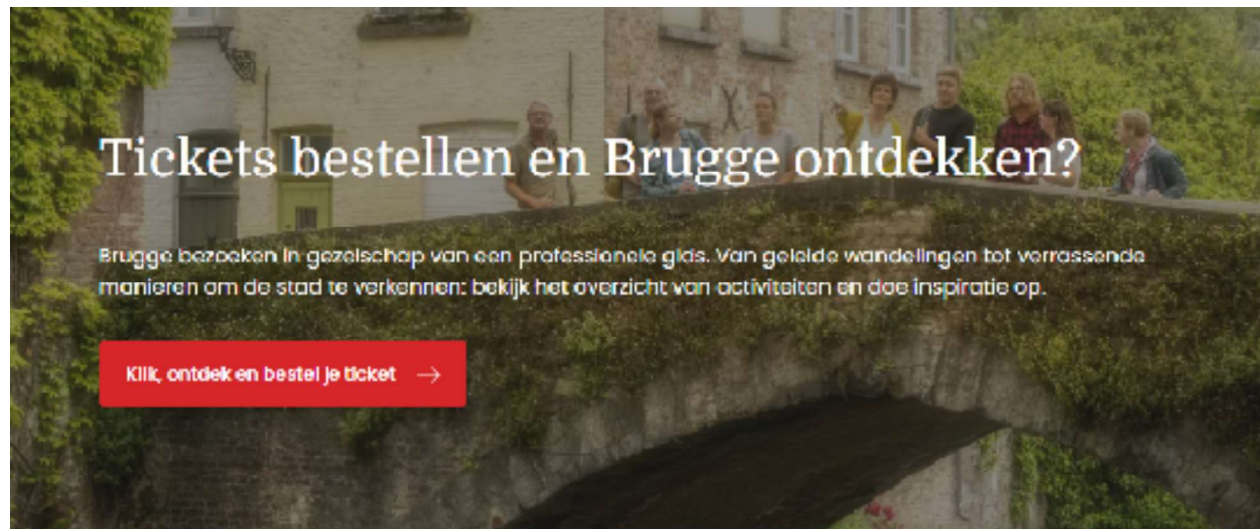 Tickets bestellen en Brugge ontdekken?
Brugge bezoeken in gezelschap van een professionele gids. Van geleide wandelingen tot verrassende
manieren om de stad te verkennen: bekijk het overzicht van activiteiten en doe inspiratie op.
Klik, ontdek en bestel je ticket →